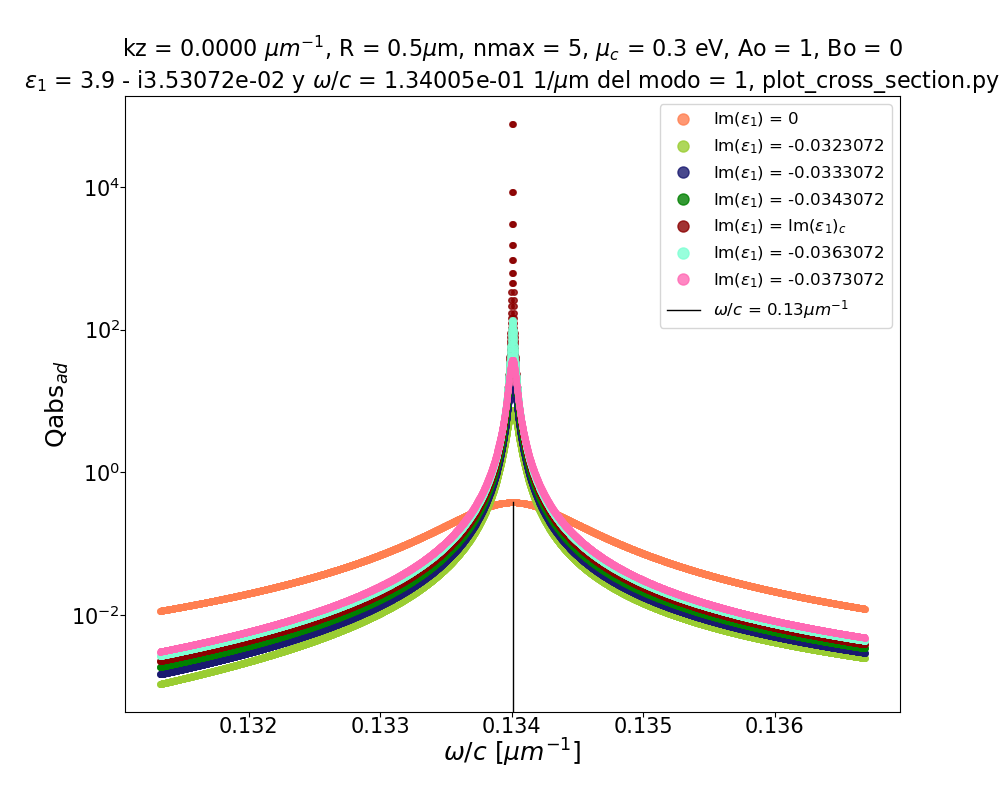 kz = 0.0000 μm⁻¹, R = 0.5μm, nmax = 5, μ_c = 0.3 eV, Ao = 1, Bo = 0
ε₁ = 3.9 - i3.53072e-02 y ω/c = 1.34005e-01 1/μm del modo = 1, plot_cross_section.py
Im(ε₁) = 0
Im(ε₁) = -0.0323072
Im(ε₁) = -0.0333072
Im(ε₁) = -0.0343072
Im(ε₁) = Im(ε₁)_c
Im(ε₁) = -0.0363072
Im(ε₁) = -0.0373072
ω/c = 0.13μm⁻¹
Qabs_ad
10⁴
10²
10⁰
10⁻²
0.132 0.133 0.134 0.135 0.136
ω/c [μm⁻¹]